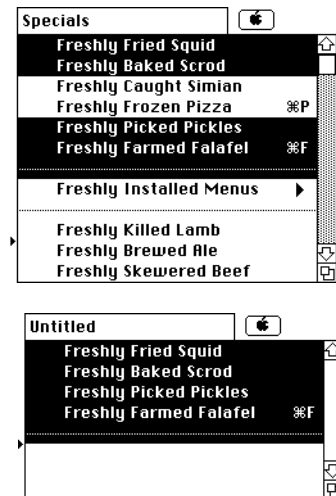 Specials
Freshly Fried Squid
Freshly Baked Scrod
Freshly Caught Simian
Freshly Frozen Pizza ⌘P
Freshly Picked Pickles
Freshly Farmed Falafel ⌘F
Freshly Installed Menus
Freshly Killed Lamb
Freshly Brewed Ale
Freshly Skewered Beef
Untitled
Freshly Fried Squid
Freshly Baked Scrod
Freshly Picked Pickles
Freshly Farmed Falafel ⌘F